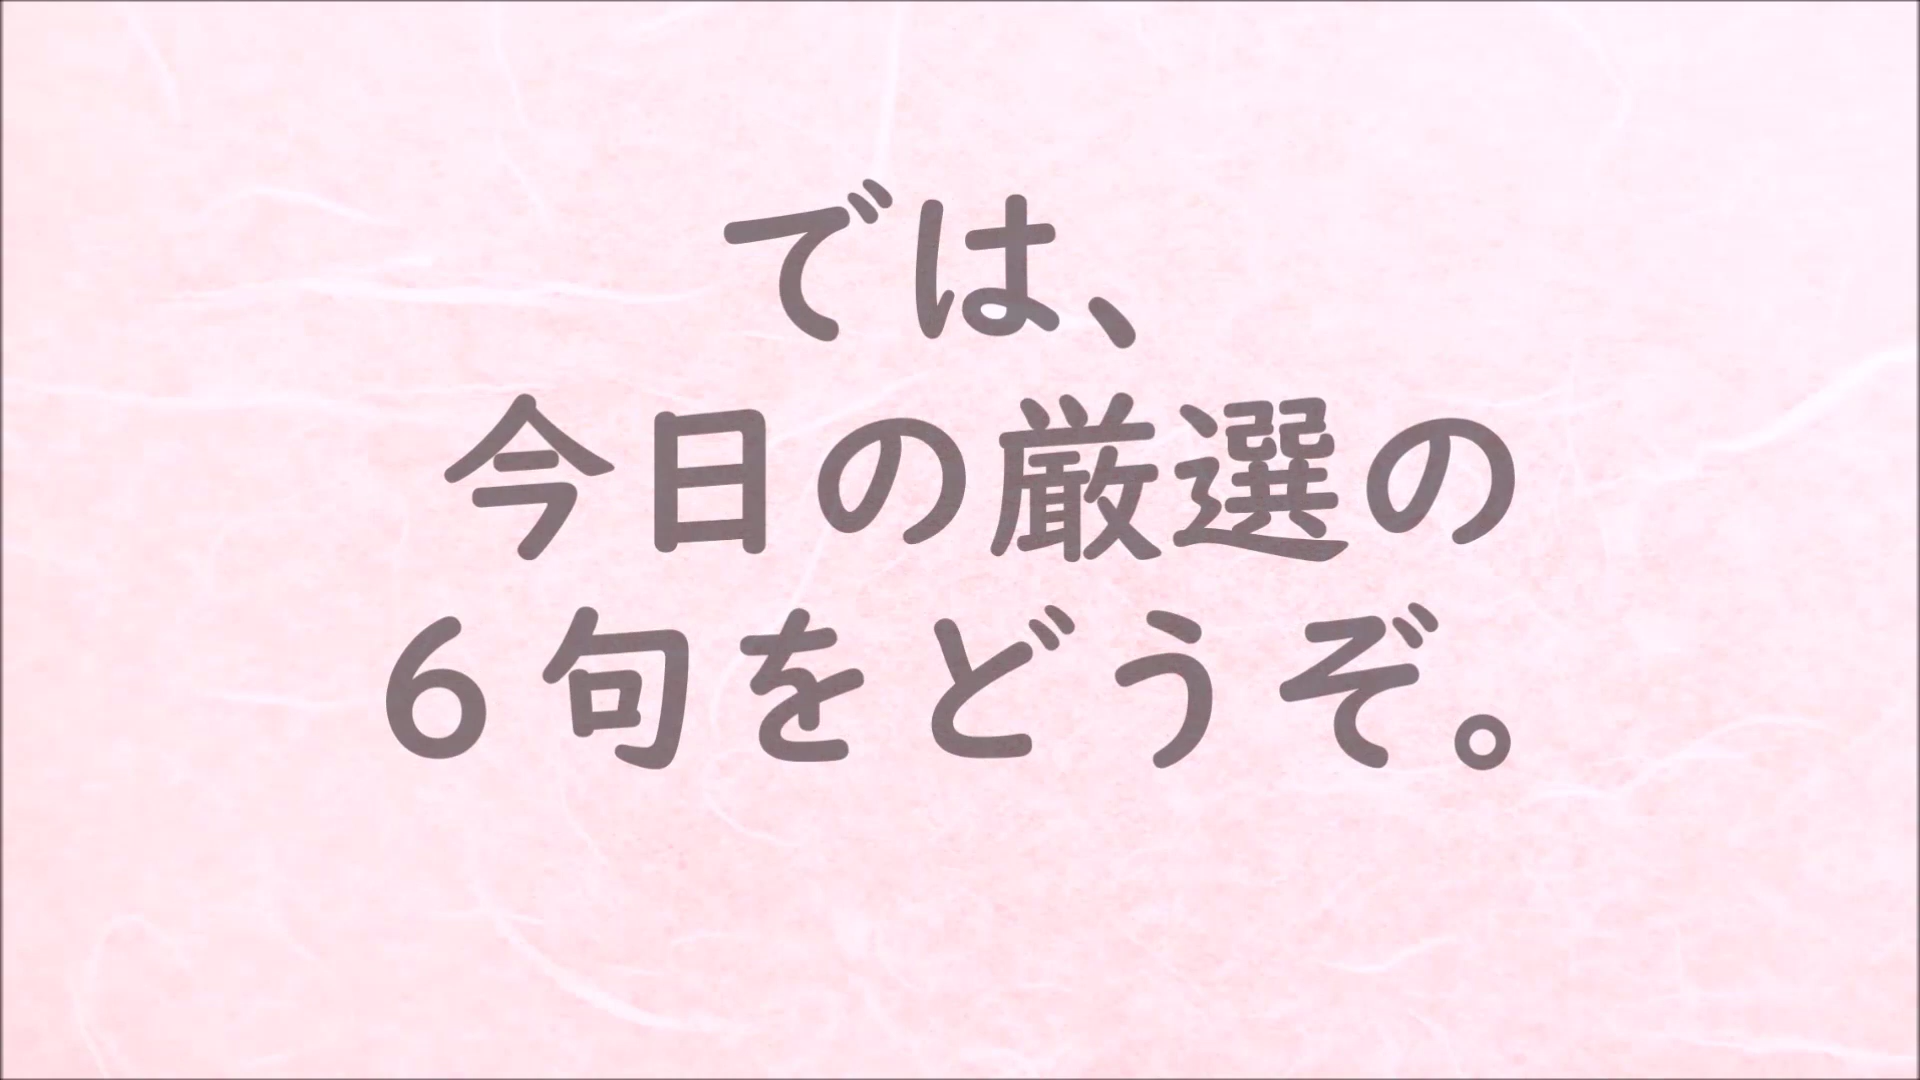 では、
今日の厳選の
６句をどうぞ。